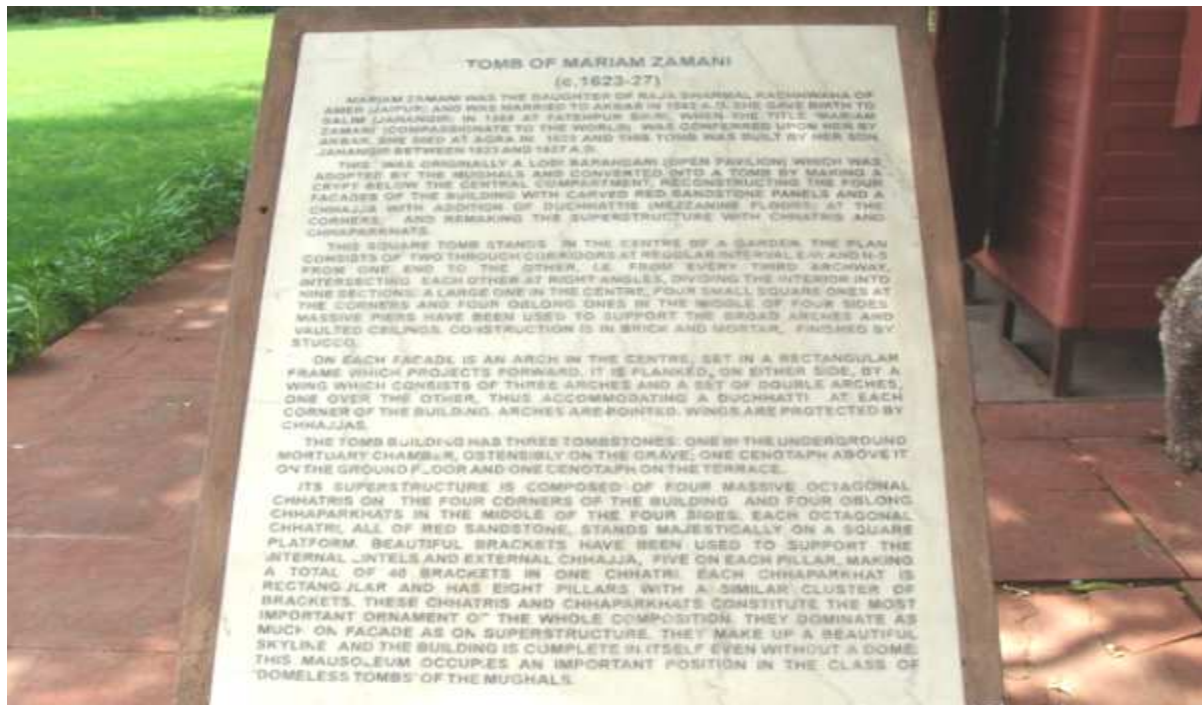 TOMB OF MARIAM ZAMANI
(c.1623-27)
MARIAM ZAMANI WAS THE DAUGHTER OF RAJA BHARMAL KACHHWAHA OF
AMER (JAIPUR) AND WAS MARRIED TO AKBAR IN 1562 A.D. SHE GAVE BIRTH TO
SALIM (JAHANGIR) IN 1569 AT FATEHPUR SIKRI, WHEN THE TITLE 'MARIAM
ZAMANI' (COMPASSIONATE TO THE WORLD) WAS CONFERRED UPON HER BY
AKBAR. SHE DIED AT AGRA IN 1623 AND THIS TOMB WAS BUILT BY HER SON
JAHANGIR BETWEEN 1623 AND 1627 A.D.
THIS WAS ORIGINALLY A LODI BARAHDARI (OPEN PAVILION) WHICH WAS
ADOPTED BY THE MUGHALS AND CONVERTED INTO A TOMB BY MAKING A
CRYPT BELOW THE CENTRAL COMPARTMENT, RECONSTRUCTING THE FOUR
FACADES OF THE BUILDING WITH CARVED RED SANDSTONE PANELS AND A
CHHAJJA WITH ADDITION OF DUCHHATTIS (MEZZANINE FLOORS) AT THE
CORNERS, AND REMAKING THE SUPERSTRUCTURE WITH CHHATRIS AND
CHHAPARKHATS.
THIS SQUARE TOMB STANDS IN THE CENTRE OF A GARDEN. THE PLAN
CONSISTS OF TWO THROUGH CORRIDORS AT REGULAR INTERVAL E-W AND N-S
FROM ONE END TO THE OTHER, I.E. FROM EVERY THIRD ARCHWAY,
INTERSECTING EACH OTHER AT RIGHT ANGLES, DIVIDING THE INTERIOR INTO
NINE SECTIONS: A LARGE ONE IN THE CENTRE, FOUR SMALL SQUARE ONES AT
THE CORNERS AND FOUR OBLONG ONES IN THE MIDDLE OF FOUR SIDES.
MASSIVE PIERS HAVE BEEN USED TO SUPPORT THE BROAD ARCHES AND
VAULTED CEILINGS. CONSTRUCTION IS IN BRICK AND MORTAR, FINISHED BY
STUCCO.
ON EACH FACADE IS AN ARCH IN THE CENTRE, SET IN A RECTANGULAR
FRAME WHICH PROJECTS FORWARD. IT IS FLANKED, ON EITHER SIDE, BY A
WING WHICH CONSISTS OF THREE ARCHES AND A SET OF DOUBLE ARCHES,
ONE OVER THE OTHER, THUS ACCOMMODATING A DUCHHATTI AT EACH
CORNER OF THE BUILDING. ARCHES ARE POINTED. WINGS ARE PROTECTED BY
CHHAJJAS.
THE TOMB BUILDING HAS THREE TOMBSTONES: ONE IN THE UNDERGROUND
MORTUARY CHAMBER, OSTENSIBLY ON THE GRAVE; ONE CENOTAPH ABOVE IT
ON THE GROUND FLOOR AND ONE CENOTAPH ON THE TERRACE.
ITS SUPERSTRUCTURE IS COMPOSED OF FOUR MASSIVE OCTAGONAL
CHHATRIS ON THE FOUR CORNERS OF THE BUILDING AND FOUR OBLONG
CHHAPARKHATS IN THE MIDDLE OF THE FOUR SIDES. EACH OCTAGONAL
CHHATRI, ALL OF RED SANDSTONE, STANDS MAJESTICALLY ON A SQUARE
PLATFORM. BEAUTIFUL BRACKETS HAVE BEEN USED TO SUPPORT THE
INTERNAL LINTELS AND EXTERNAL CHHAJJA, FIVE ON EACH PILLAR, MAKING
A TOTAL OF 40 BRACKETS IN ONE CHHATRI. EACH CHHAPARKHAT IS
RECTANGULAR AND HAS EIGHT PILLARS WITH A SIMILAR CLUSTER OF
BRACKETS. THESE CHHATRIS AND CHHAPARKHATS CONSTITUTE THE MOST
IMPORTANT ORNAMENT OF THE WHOLE COMPOSITION. THEY DOMINATE AS
MUCH ON FACADE AS ON SUPERSTRUCTURE. THEY MAKE UP A BEAUTIFUL
SKYLINE AND THE BUILDING IS COMPLETE IN ITSELF EVEN WITHOUT A DOME.
THIS MAUSOLEUM OCCUPIES AN IMPORTANT POSITION IN THE CLASS OF
'DOMELESS TOMBS' OF THE MUGHALS.